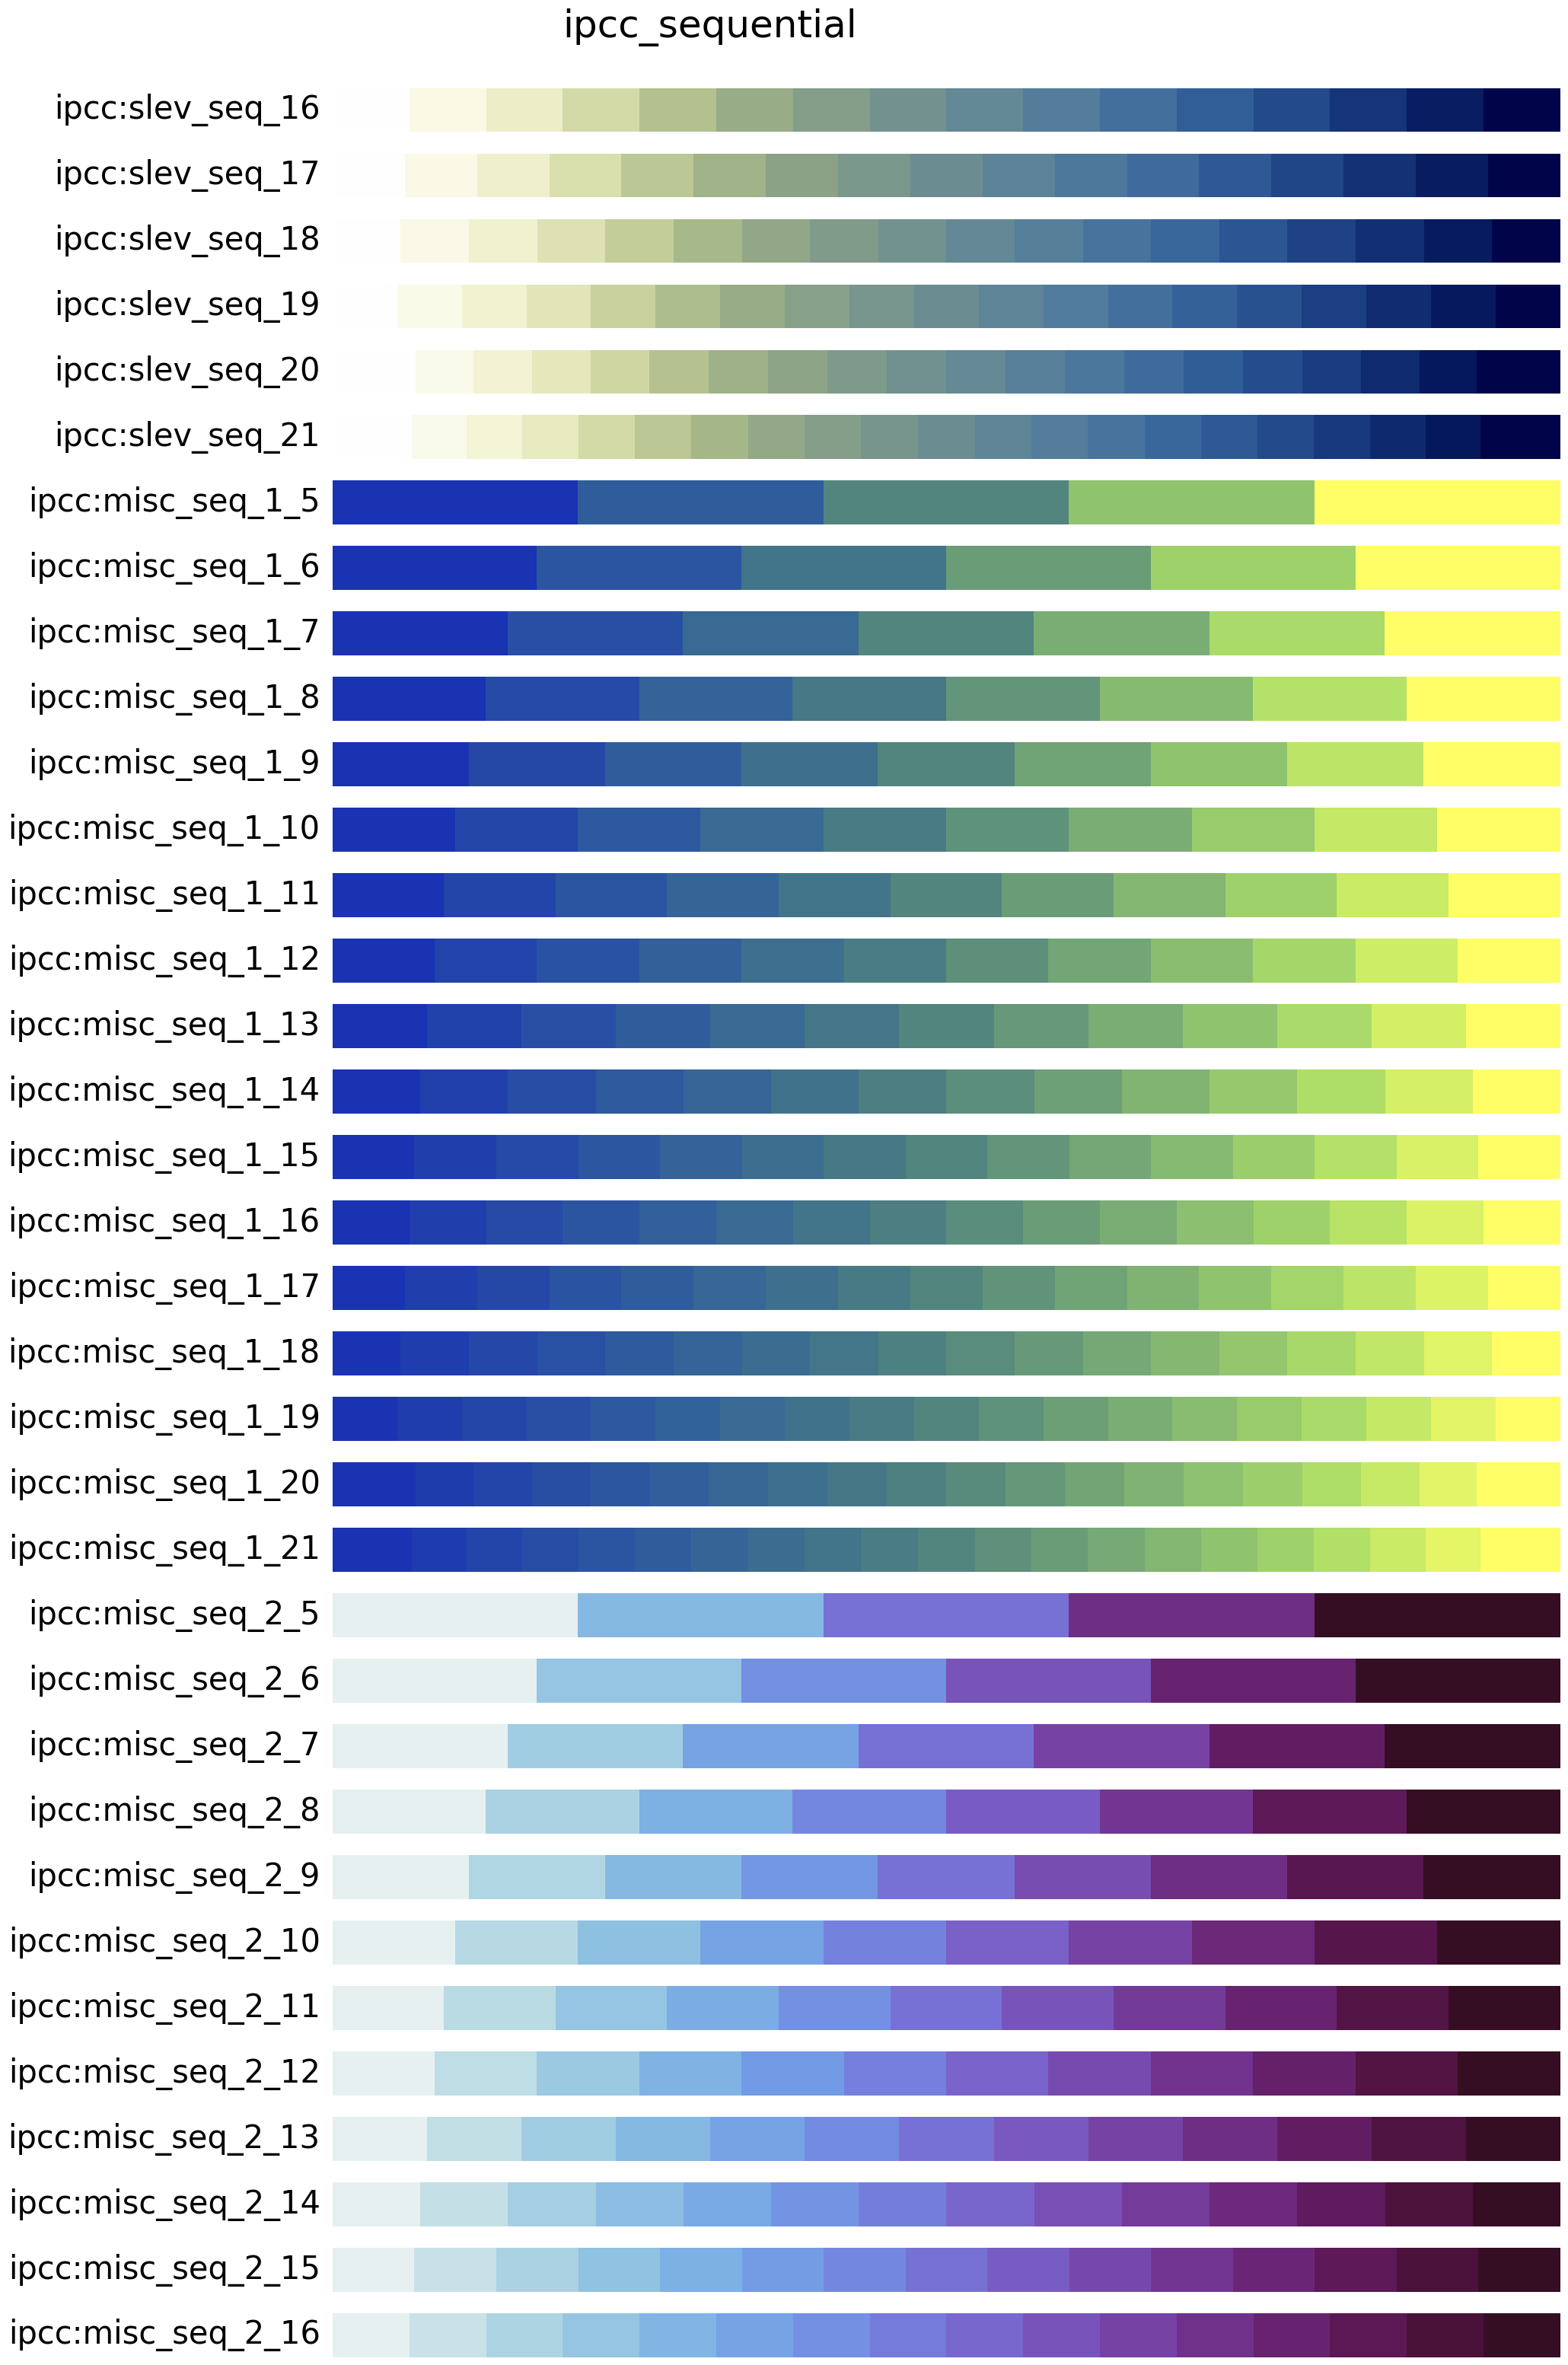 ipcc_sequential
ipcc:slev_seq_16
ipcc:slev_seq_17
ipcc:slev_seq_18
ipcc:slev_seq_19
ipcc:slev_seq_20
ipcc:slev_seq_21
ipcc:misc_seq_1_5
ipcc:misc_seq_1_6
ipcc:misc_seq_1_7
ipcc:misc_seq_1_8
ipcc:misc_seq_1_9
ipcc:misc_seq_1_10
ipcc:misc_seq_1_11
ipcc:misc_seq_1_12
ipcc:misc_seq_1_13
ipcc:misc_seq_1_14
ipcc:misc_seq_1_15
ipcc:misc_seq_1_16
ipcc:misc_seq_1_17
ipcc:misc_seq_1_18
ipcc:misc_seq_1_19
ipcc:misc_seq_1_20
ipcc:misc_seq_1_21
ipcc:misc_seq_2_5
ipcc:misc_seq_2_6
ipcc:misc_seq_2_7
ipcc:misc_seq_2_8
ipcc:misc_seq_2_9
ipcc:misc_seq_2_10
ipcc:misc_seq_2_11
ipcc:misc_seq_2_12
ipcc:misc_seq_2_13
ipcc:misc_seq_2_14
ipcc:misc_seq_2_15
ipcc:misc_seq_2_16